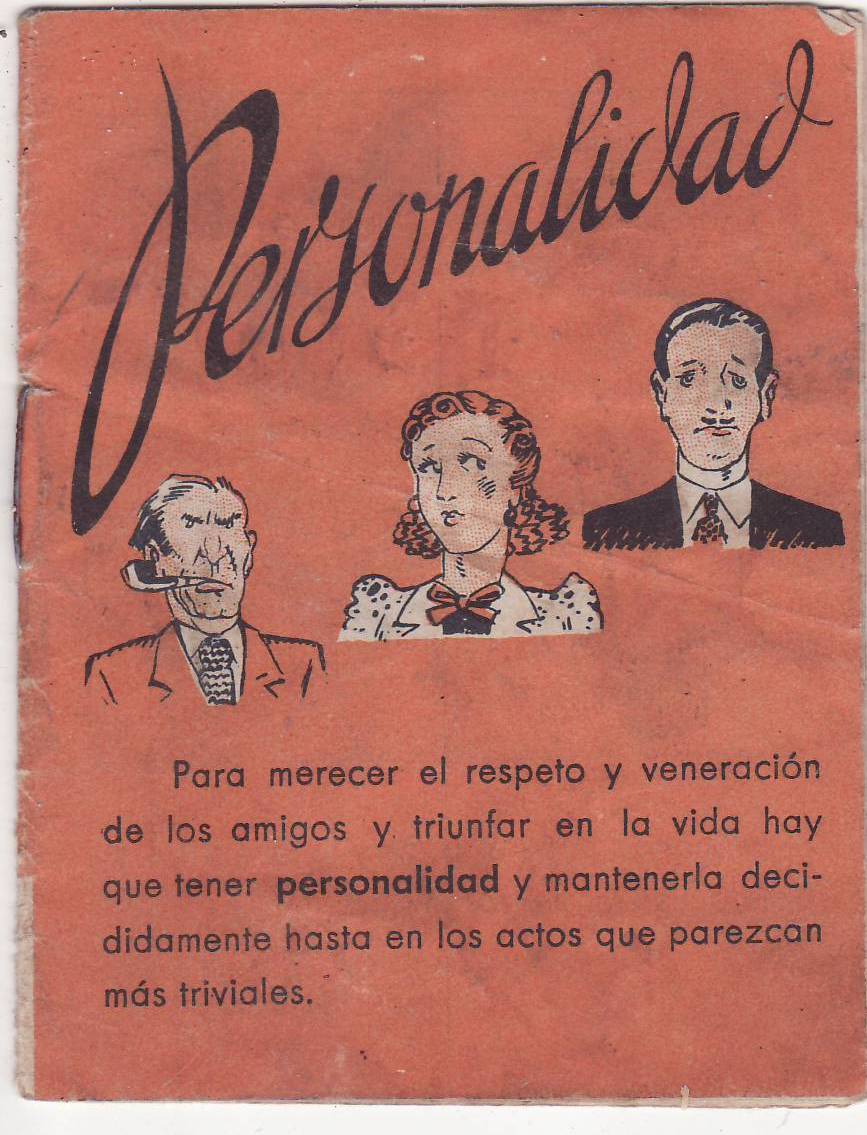 Personalidad
Para merecer el respeto y veneración
de los amigos y triunfar en la vida hay
que tener personalidad y mantenerla deci-
didamente hasta en los actos que parezcan
más triviales.